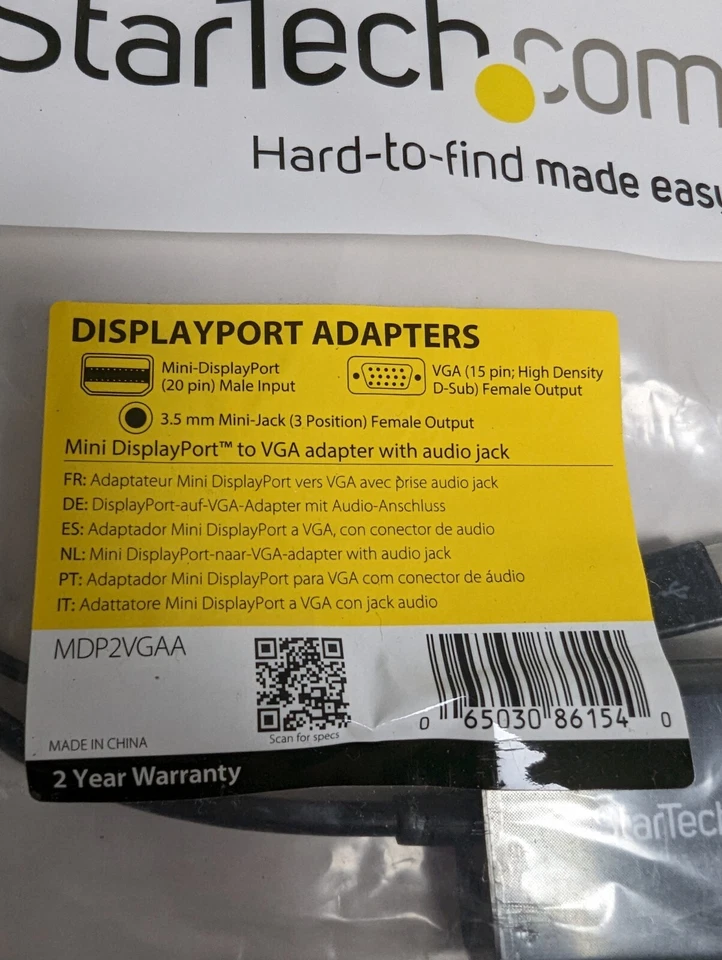 StarTech.com
Hard-to-find made easy
DISPLAYPORT ADAPTERS
Mini-DisplayPort
(20 pin) Male Input
VGA (15 pin; High Density
D-Sub) Female Output
3.5 mm Mini-Jack (3 Position) Female Output
Mini DisplayPort™ to VGA adapter with audio jack
FR: Adaptateur Mini DisplayPort vers VGA avec prise audio jack
DE: DisplayPort-auf-VGA-Adapter mit Audio-Anschluss
ES: Adaptador Mini DisplayPort a VGA, con conector de audio
NL: Mini DisplayPort-naar-VGA-adapter with audio jack
PT: Adaptador Mini DisplayPort para VGA com conector de áudio
IT: Adattatore Mini DisplayPort a VGA con jack audio
MDP2VGAA
Scan for specs
0 65030 86154 0
MADE IN CHINA
2 Year Warranty
StarTech